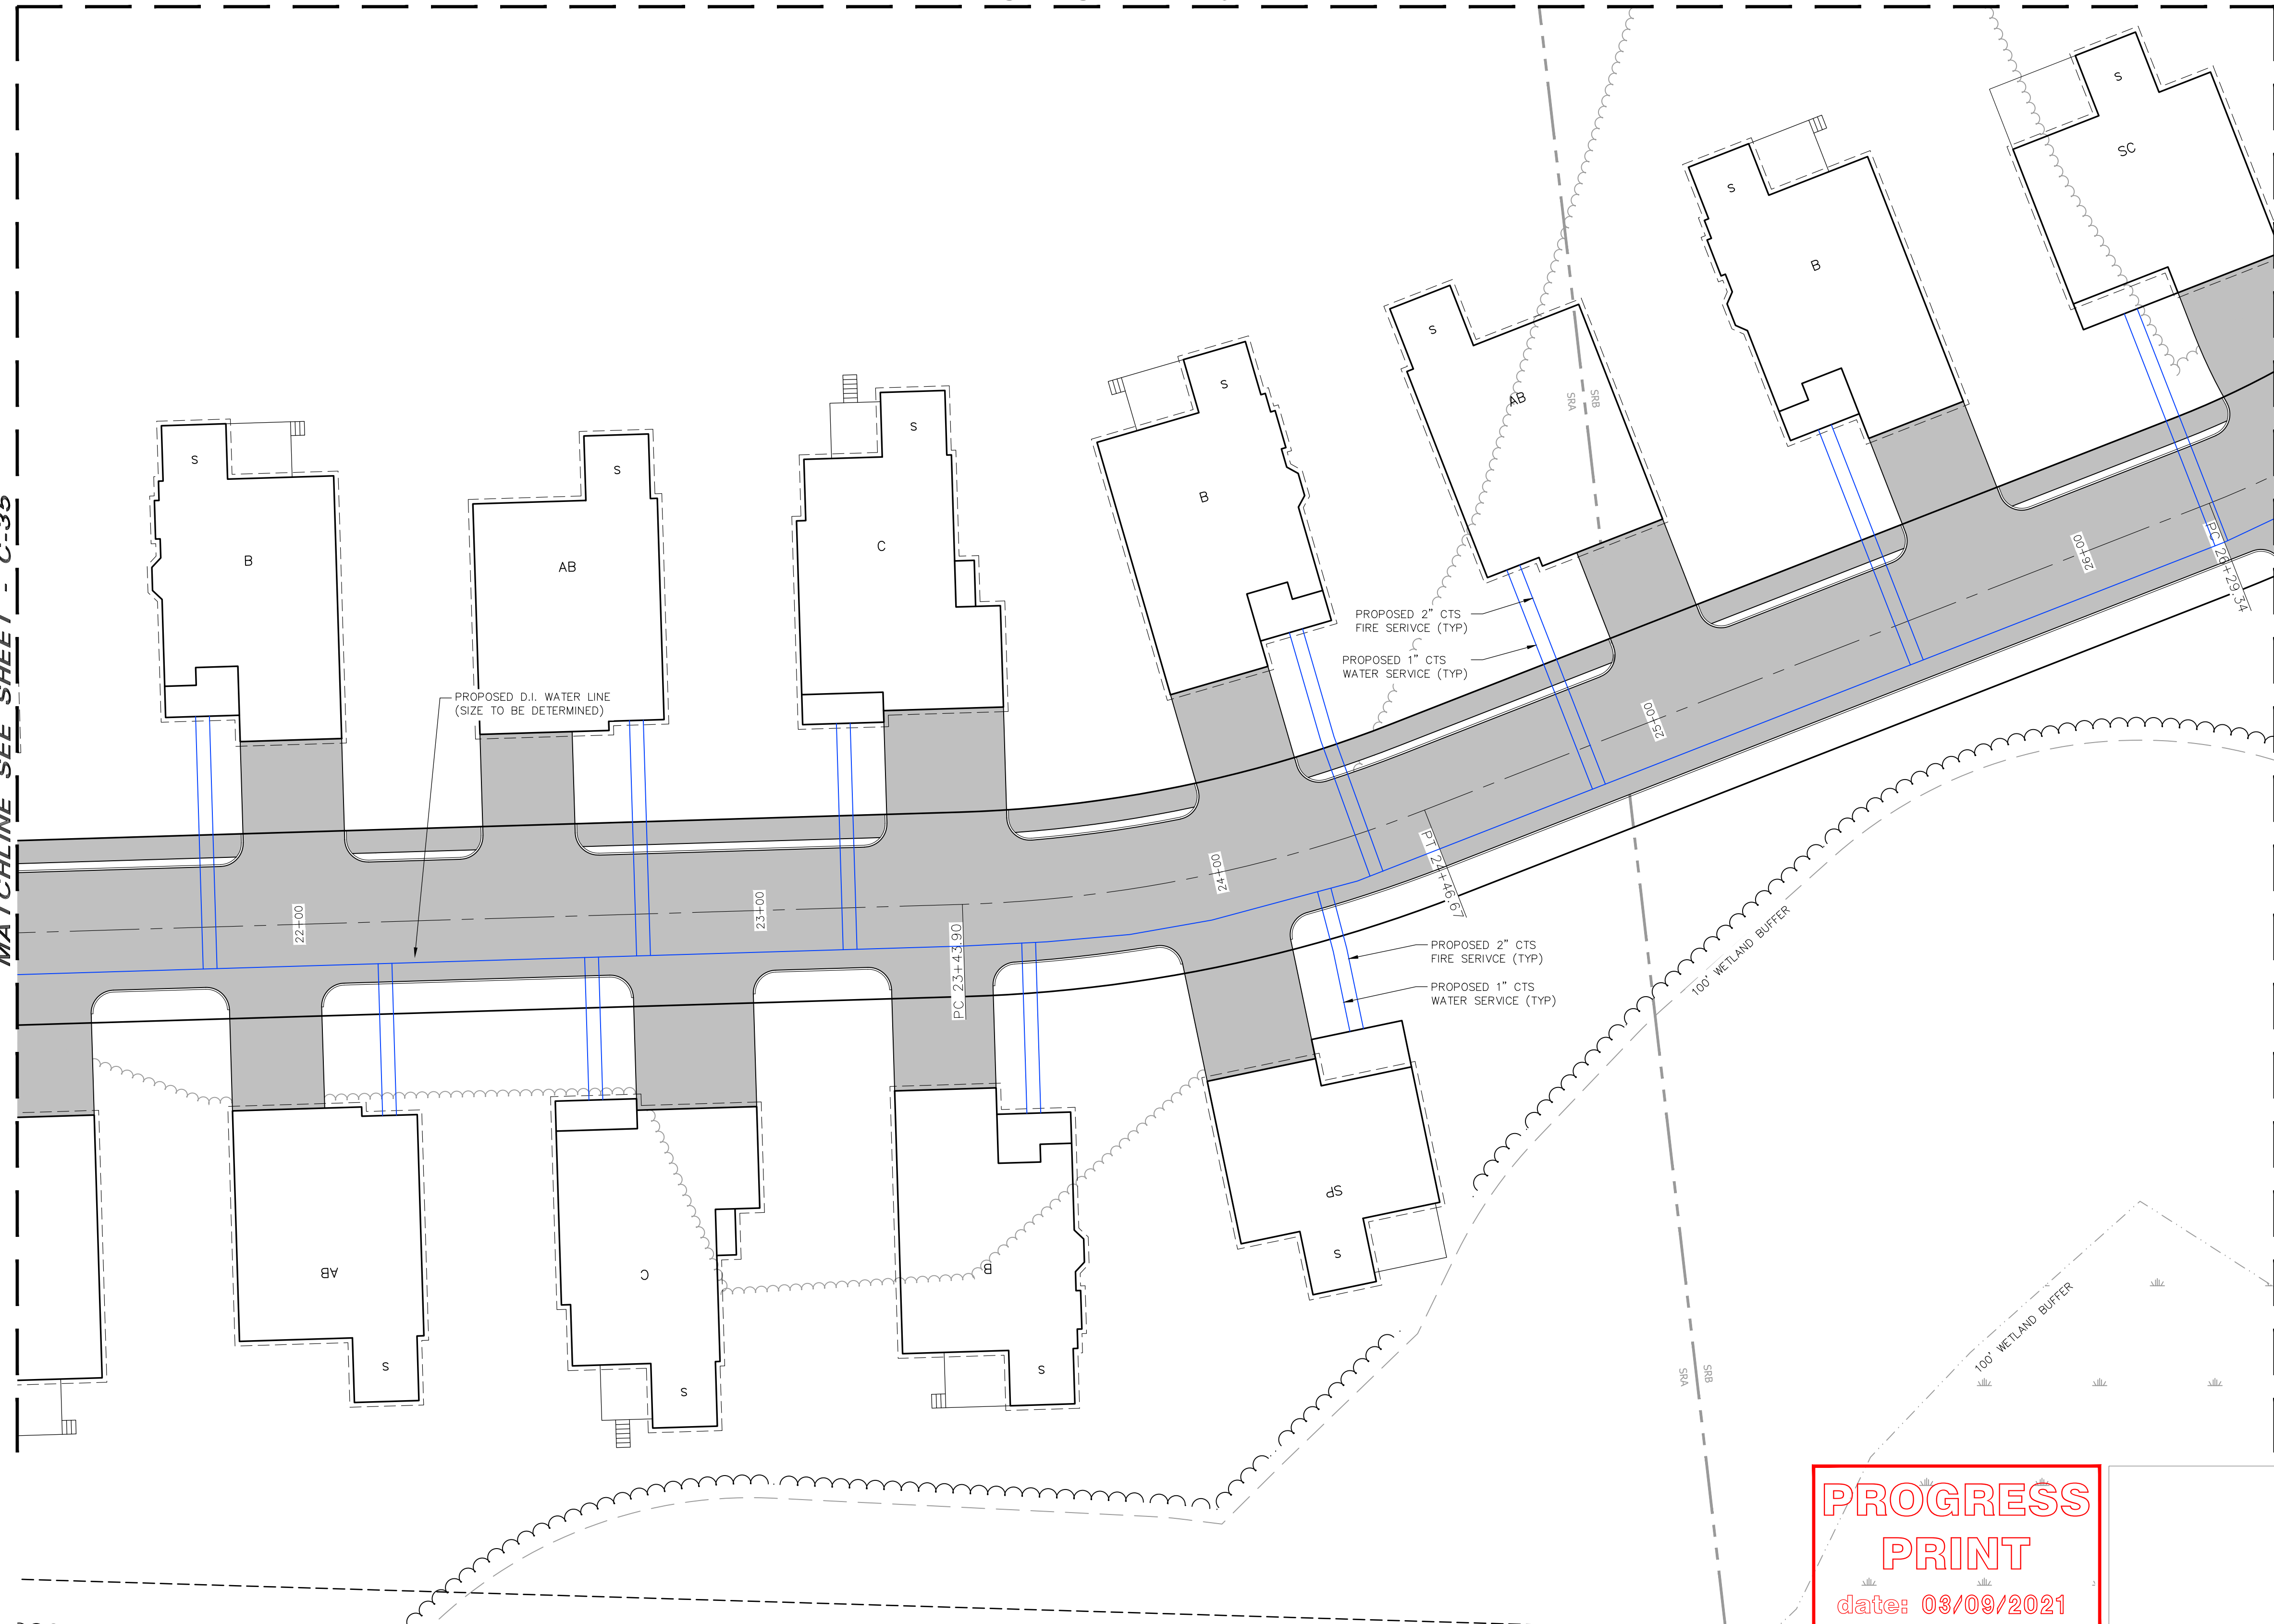 MATCHLINE SEE SHEET - C-35
S
SC
S
B
S
AB
SRA
SRB
S
B
S
C
S
AB
S
B
PROPOSED 2" CTS
FIRE SERIVCE (TYP)
PROPOSED 1" CTS
WATER SERVICE (TYP)
PROPOSED D.I. WATER LINE
(SIZE TO BE DETERMINED)
22+00
23+00
PC 23+43.90
24+00
PT 24+46.67
25+00
26+00
PC 26+29.34
PROPOSED 2" CTS
FIRE SERIVCE (TYP)
PROPOSED 1" CTS
WATER SERVICE (TYP)
100' WETLAND BUFFER
AB
S
C
S
B
S
SP
S
SRA
SRB
100' WETLAND BUFFER
PROGRESS
PRINT
date: 03/09/2021